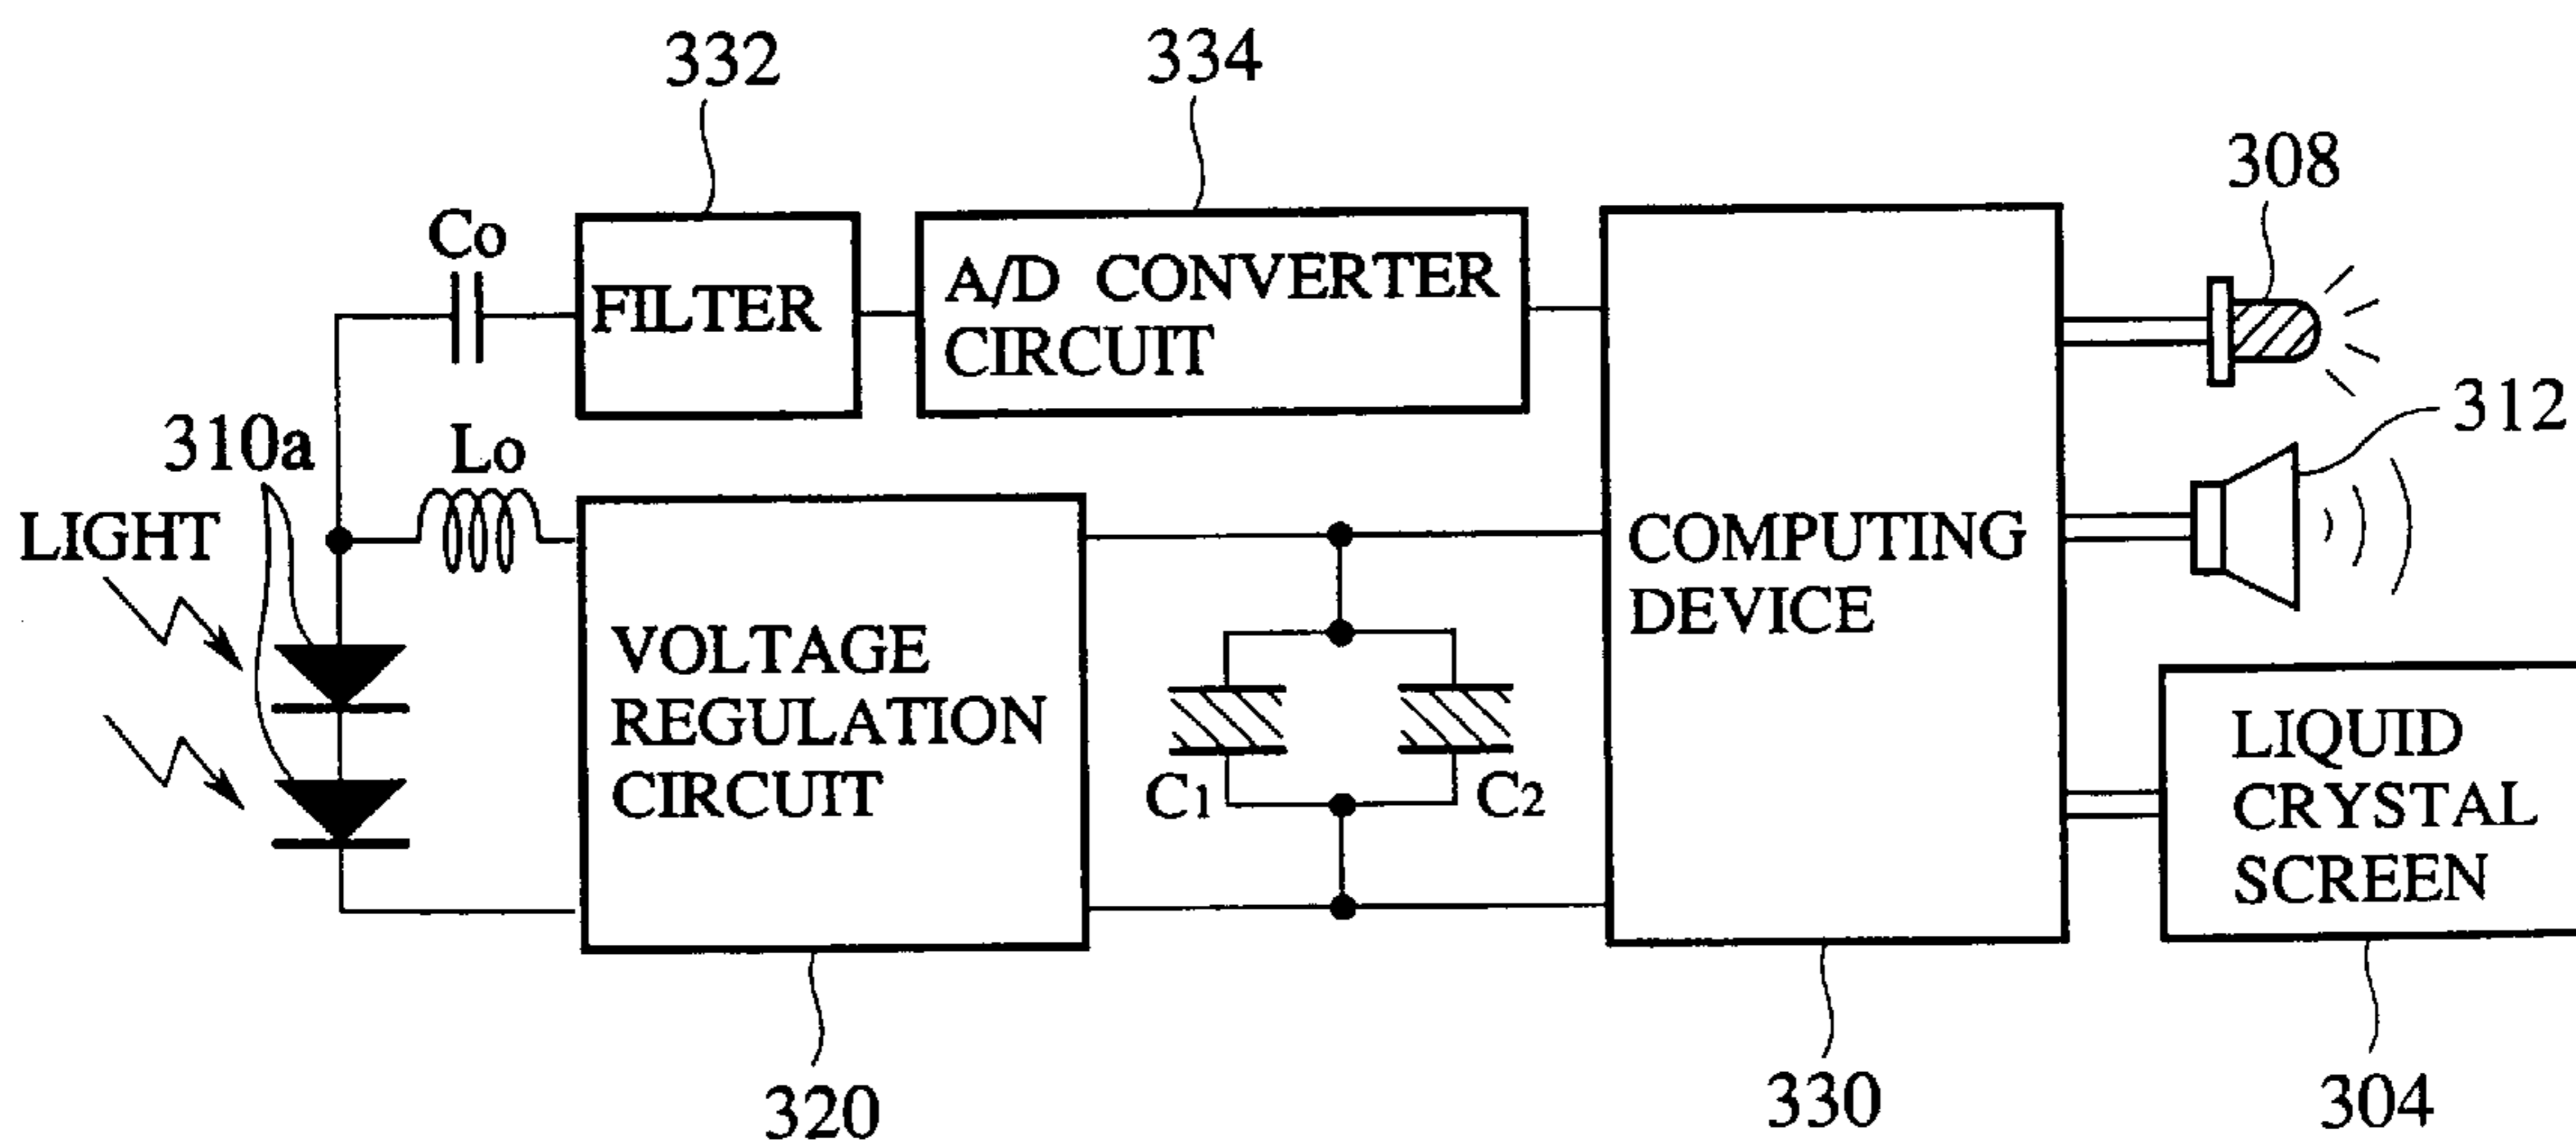 332
334
308
Co
FILTER
A/D CONVERTER
CIRCUIT
312
310a
Lo
LIGHT
COMPUTING
DEVICE
VOLTAGE
REGULATION
CIRCUIT
C1
C2
LIQUID
CRYSTAL
SCREEN
320
330
304